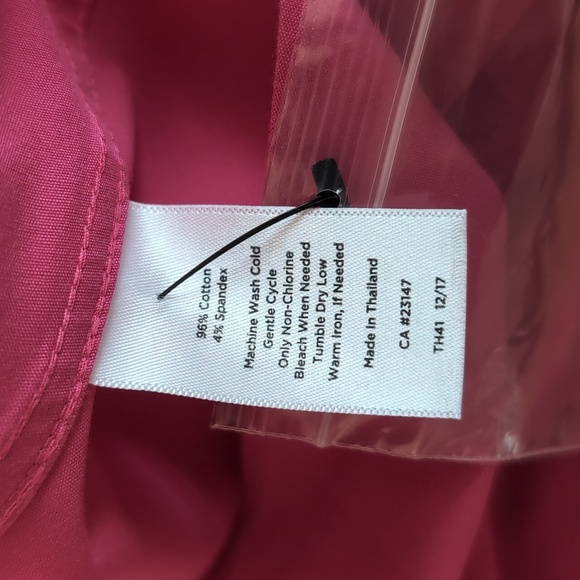 96% Cotton
4% Spandex
Machine Wash Cold
Gentle Cycle
Only Non-Chlorine
Bleach When Needed
Tumble Dry Low
Warm Iron, If Needed
Made In Thailand
CA #23147
TH41 12/17